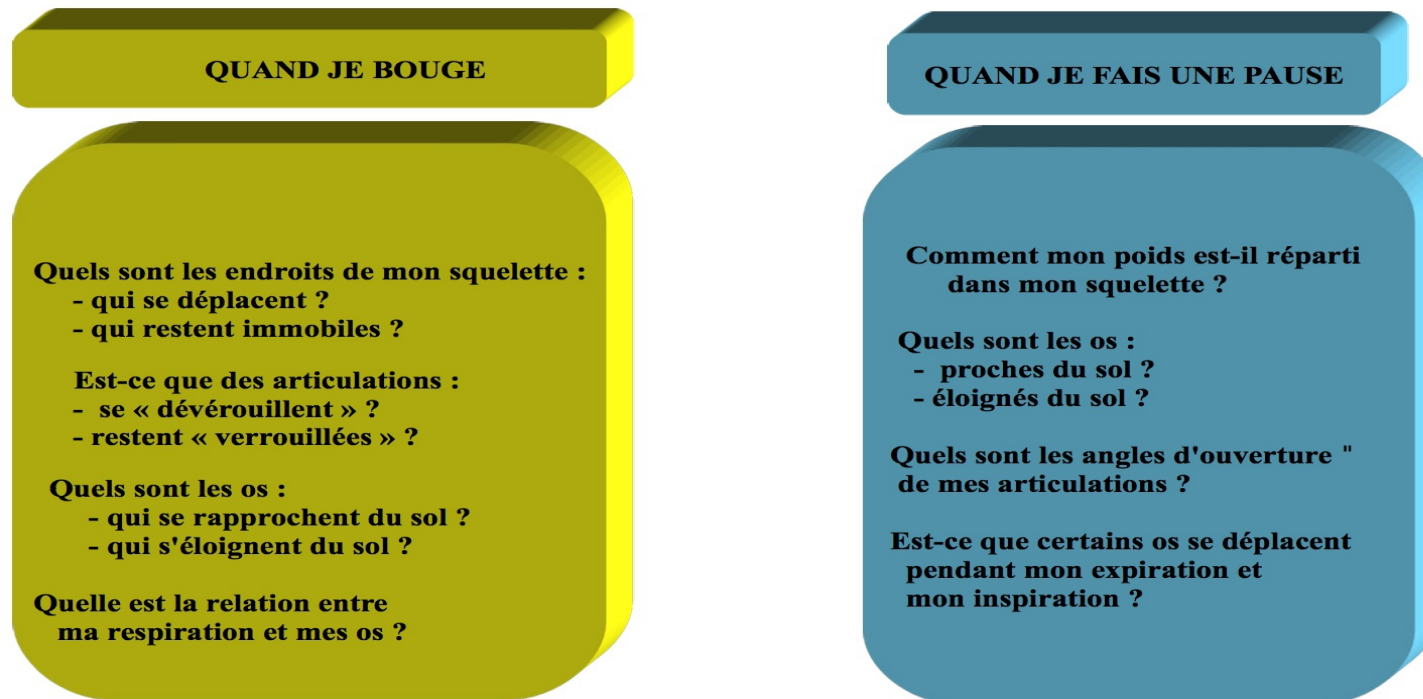 QUAND JE BOUGE
Quels sont les endroits de mon squelette :
- qui se déplacent ?
- qui restent immobiles ?
Est-ce que des articulations :
- se « dévérouillent » ?
- restent « verrouillées » ?
Quels sont les os :
- qui se rapprochent du sol ?
- qui s'éloignent du sol ?
Quelle est la relation entre
ma respiration et mes os ?
QUAND JE FAIS UNE PAUSE
Comment mon poids est-il réparti
dans mon squelette ?
Quels sont les os :
- proches du sol ?
- éloignés du sol ?
Quels sont les angles d'ouverture "
de mes articulations ?
Est-ce que certains os se déplacent
pendant mon expiration et
mon inspiration ?